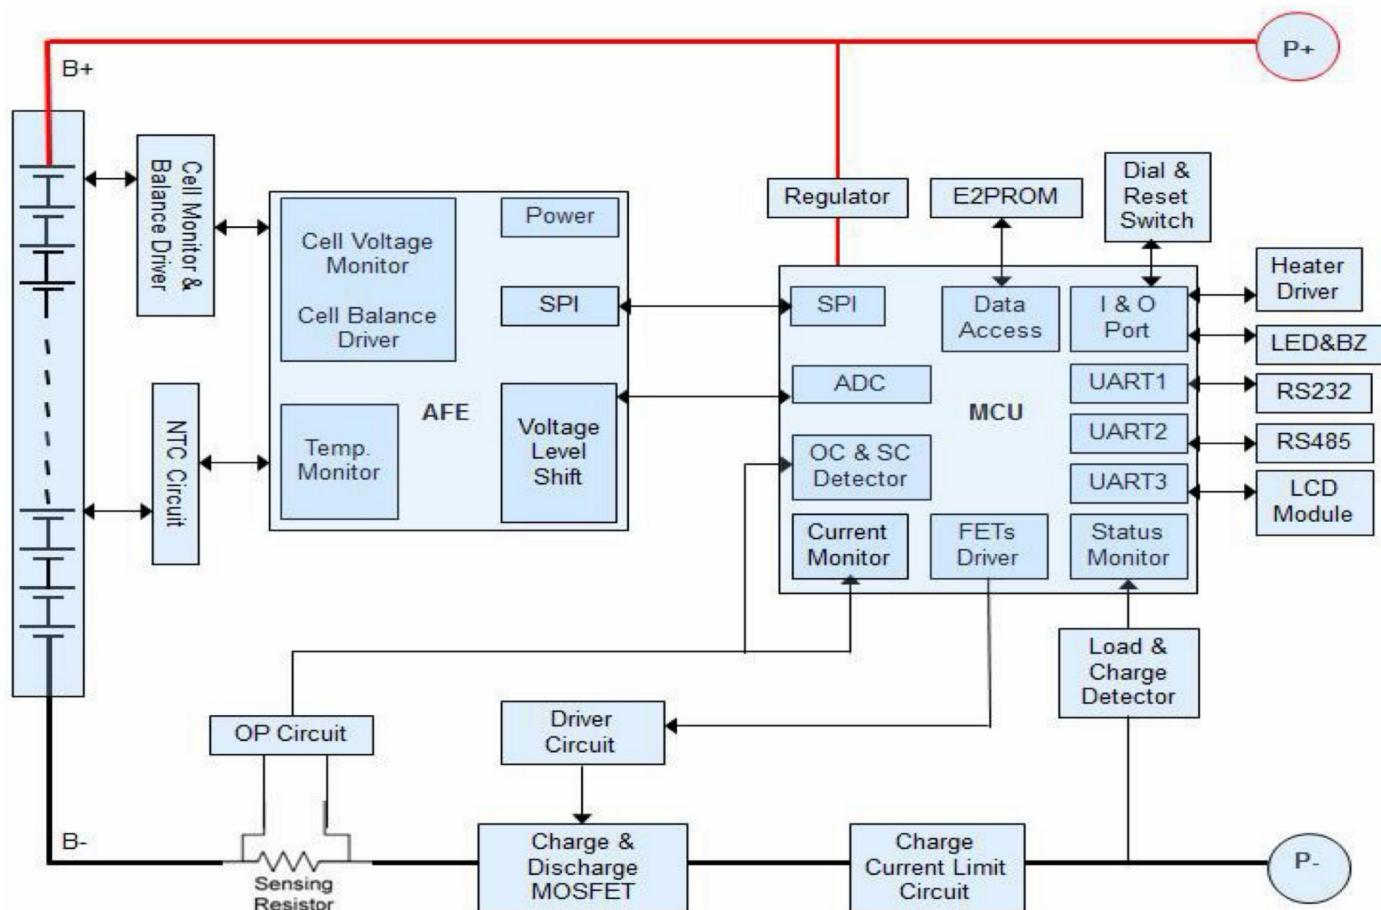 B+
P+
Cell Monitor &
Balance Driver
Regulator
E2PROM
Dial &
Reset
Switch
Cell Voltage
Monitor
Cell Balance
Driver
Power
SPI
AFE
Temp.
Monitor
Voltage
Level
Shift
NTC Circuit
SPI
Data
Access
I & O
Port
Heater
Driver
LED&BZ
ADC
MCU
UART1
RS232
OC & SC
Detector
UART2
RS485
UART3
LCD
Module
Current
Monitor
FETs
Driver
Status
Monitor
Load &
Charge
Detector
OP Circuit
Driver
Circuit
B-
Sensing
Resistor
Charge &
Discharge
MOSFET
Charge
Current Limit
Circuit
P-